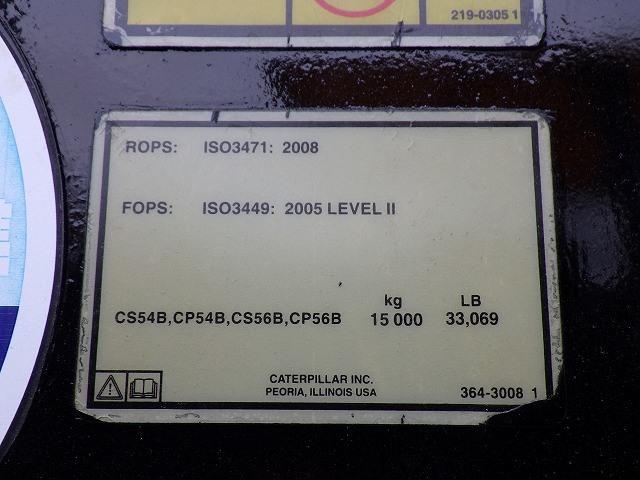 219-0305 1
ROPS: ISO3471: 2008
FOPS: ISO3449: 2005 LEVEL II
kg LB
CS54B,CP54B,CS56B,CP56B 15 000 33,069
CATERPILLAR INC.
PEORIA, ILLINOIS USA
364-3008 1